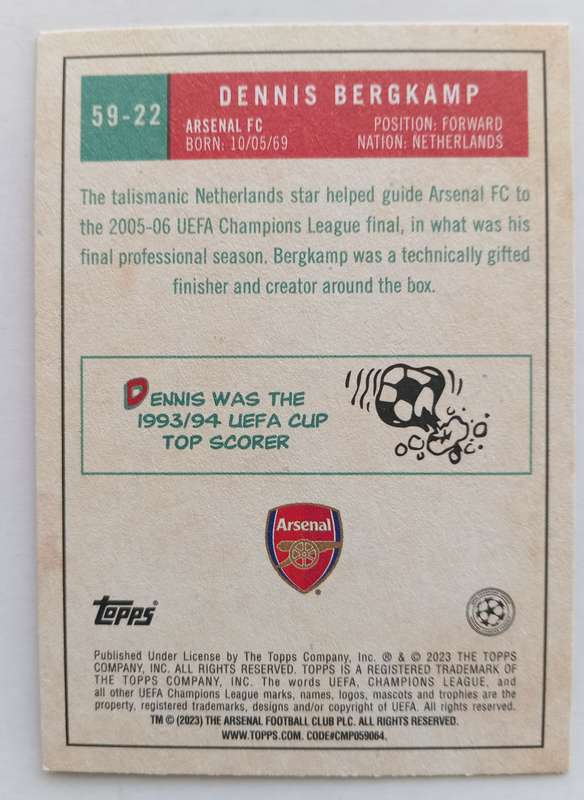 59-22
DENNIS BERGKAMP
ARSENAL FC
POSITION: FORWARD
BORN: 10/05/69
NATION: NETHERLANDS
The talismanic Netherlands star helped guide Arsenal FC to
the 2005-06 UEFA Champions League final, in what was his
final professional season. Bergkamp was a technically gifted
finisher and creator around the box.
DENNIS WAS THE
1993/94 UEFA CUP
TOP SCORER
Arsenal
®
TOPPS®
Published Under License by The Topps Company, Inc. ® & © 2023 THE TOPPS
COMPANY, INC. ALL RIGHTS RESERVED. TOPPS IS A REGISTERED TRADEMARK OF
THE TOPPS COMPANY, INC. The words UEFA, CHAMPIONS LEAGUE, and
all other UEFA Champions League marks, names, logos, mascots and trophies are the
property, registered trademarks, designs and/or copyright of UEFA. All rights reserved.
TM © (2023) THE ARSENAL FOOTBALL CLUB PLC. ALL RIGHTS RESERVED.
WWW.TOPPS.COM. CODE#CMP059064.